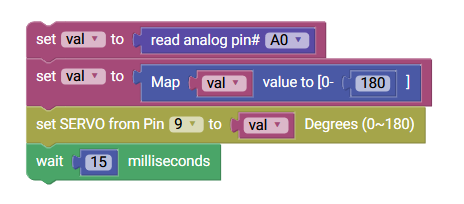 set val to read analog pin# A0
set val to Map val value to [0- 180 ]
set SERVO from Pin 9 to val Degrees (0~180)
wait 15 milliseconds